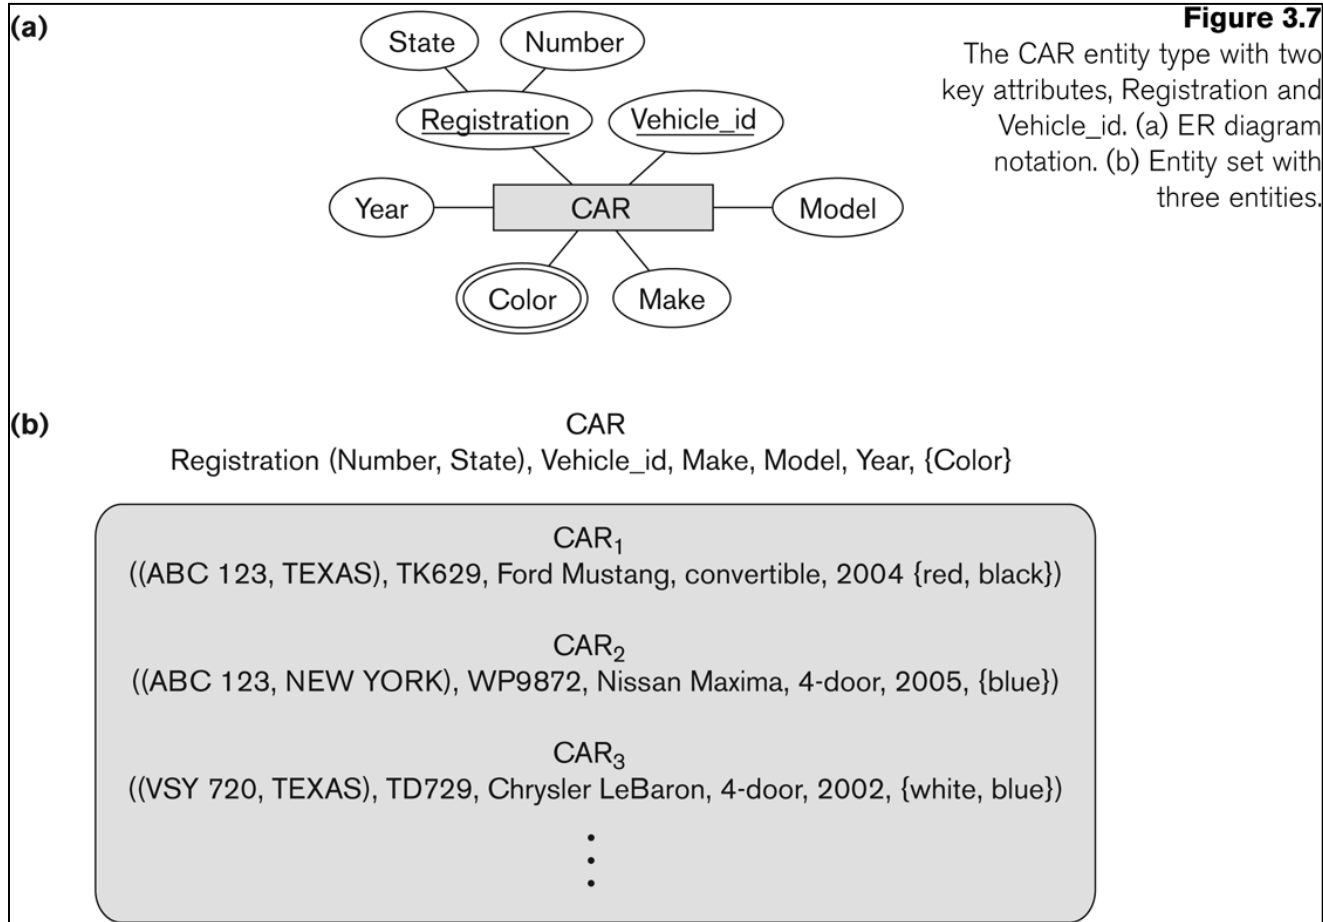 (a)
Figure 3.7
The CAR entity type with two
key attributes, Registration and
Vehicle_id. (a) ER diagram
notation. (b) Entity set with
three entities.
State
Number
Registration
Vehicle_id
Year
CAR
Model
Color
Make
(b)
CAR
Registration (Number, State), Vehicle_id, Make, Model, Year, {Color}
CAR1
((ABC 123, TEXAS), TK629, Ford Mustang, convertible, 2004 {red, black})
CAR2
((ABC 123, NEW YORK), WP9872, Nissan Maxima, 4-door, 2005, {blue})
CAR3
((VSY 720, TEXAS), TD729, Chrysler LeBaron, 4-door, 2002, {white, blue})